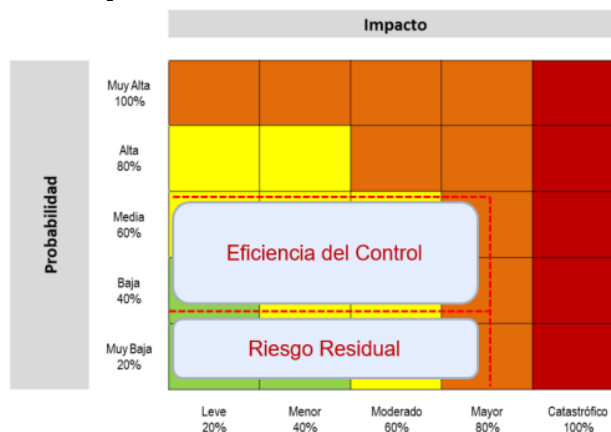 Impacto
Probabilidad
Muy Alta
100%
Alta
80%
Media
60%
Eficiencia del Control
Baja
40%
Muy Baja
20%
Riesgo Residual
Leve
20%
Menor
40%
Moderado
60%
Mayor
80%
Catastrófico
100%